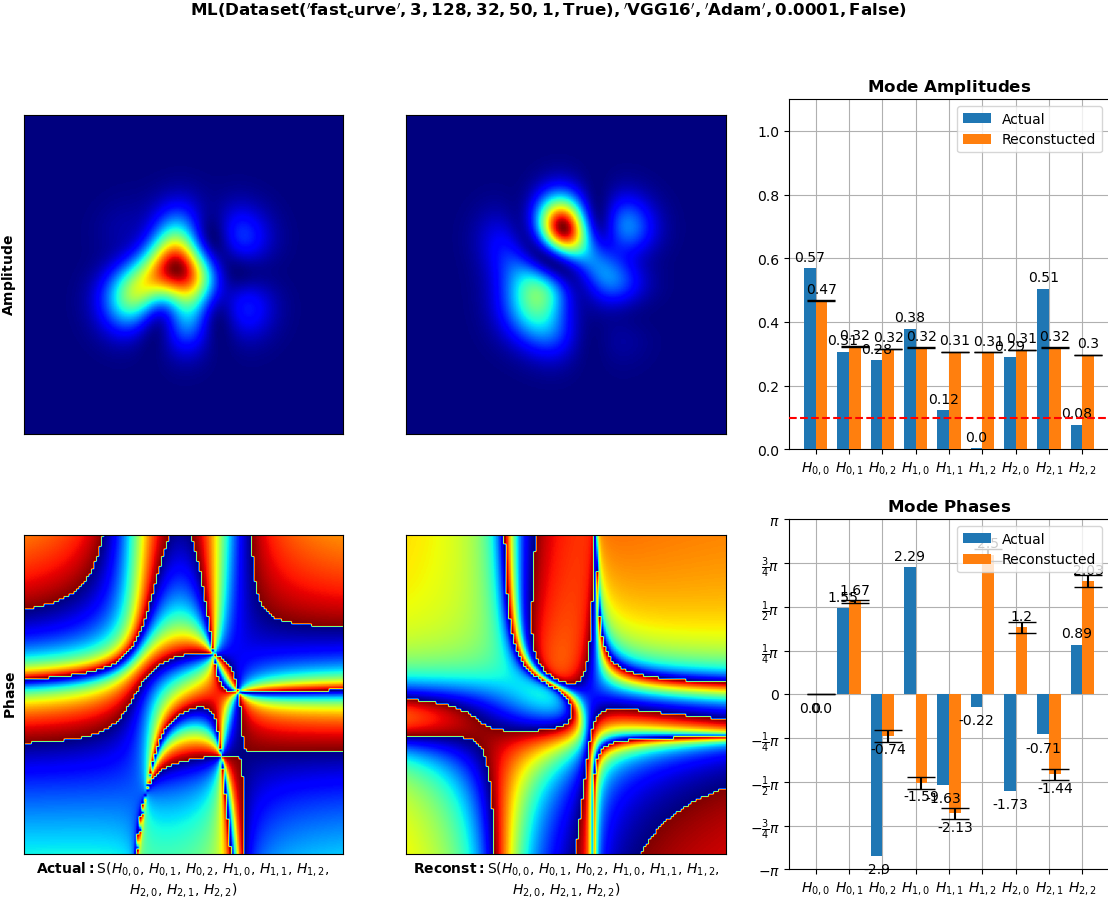 ML(Dataset('fast_curve', 3, 128, 32, 50, 1, True), 'VGG16', 'Adam', 0.0001, False)
Amplitude
Mode Amplitudes
Actual
Reconstucted
1.0
0.8
0.6
0.4
0.2
0.0
0.57
0.47
0.31
0.32
0.28
0.32
0.38
0.32
0.12
0.31
0.0
0.31
0.29
0.31
0.51
0.32
0.08
0.3
H0,0 H0,1 H0,2 H1,0 H1,1 H1,2 H2,0 H2,1 H2,2
Phase
Mode Phases
Actual
Reconstucted
π
3/4π
1/2π
1/4π
0
−1/4π
−1/2π
−3/4π
−π
0.0
0.0
1.55
1.67
2.9
-0.74
2.29
-1.59
-1.63
-2.13
-0.22
2.5
-1.73
1.2
-0.71
-1.44
0.89
2.03
H0,0 H0,1 H0,2 H1,0 H1,1 H1,2 H2,0 H2,1 H2,2
Actual: S(H0,0, H0,1, H0,2, H1,0, H1,1, H1,2,
H2,0, H2,1, H2,2)
Reconst: S(H0,0, H0,1, H0,2, H1,0, H1,1, H1,2,
H2,0, H2,1, H2,2)